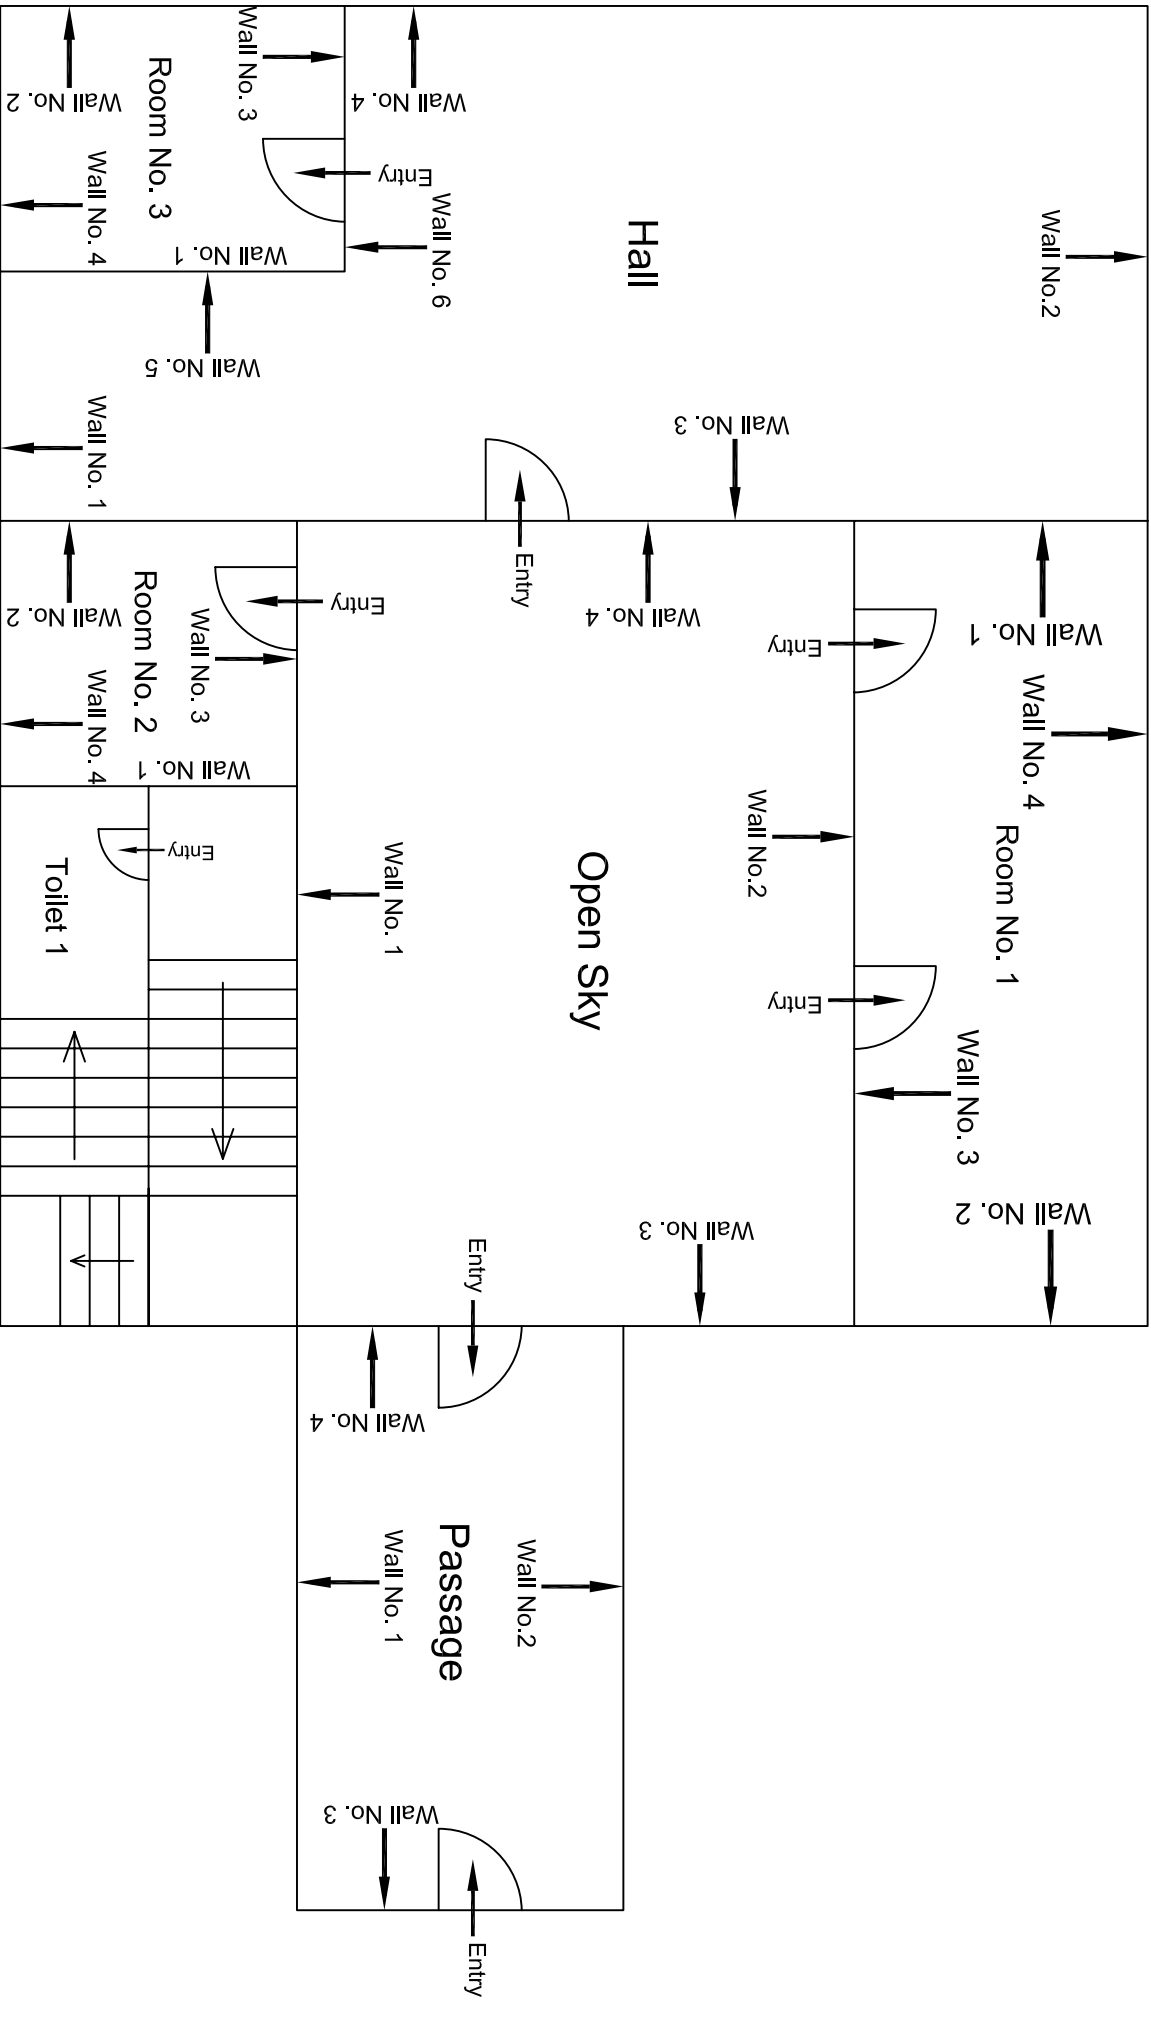 Wall No.2
Wall No. 1
Wall No. 4
Wall No. 2
Room No. 1
Wall No. 3
Entry
Entry
Wall No.2
Wall No. 3
Wall No. 3
Hall
Wall No. 4
Open Sky
Entry
Wall No.2
Entry
Entry
Passage
Wall No. 6
Wall No. 4
Entry
Wall No. 1
Wall No. 1
Wall No. 3
Wall No. 4
Entry
Wall No. 3
Wall No. 1
Wall No. 5
Wall No. 3
Wall No. 1
Entry
Room No. 3
Room No. 2
Wall No. 4
Wall No. 1
Wall No. 4
Wall No. 2
Wall No. 2
Toilet 1